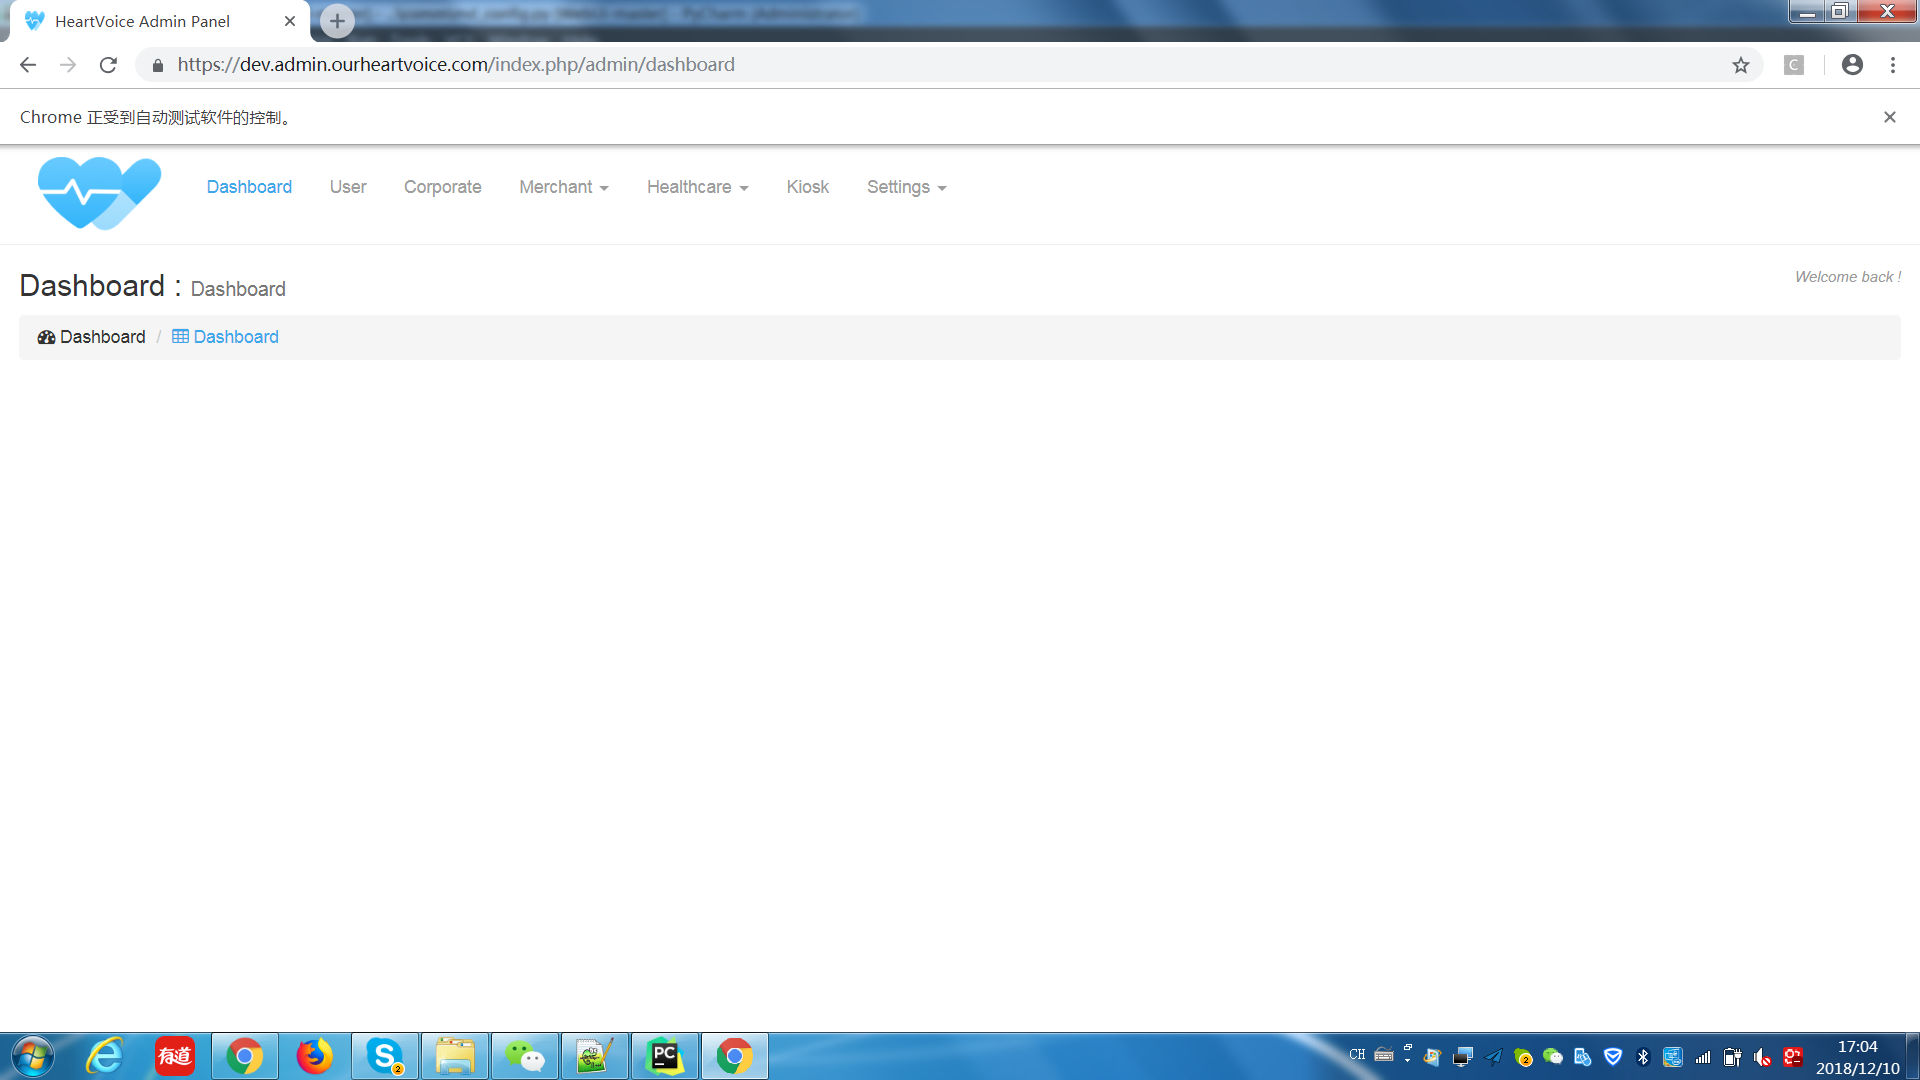 HeartVoice Admin Panel
https://dev.admin.ourheartvoice.com/index.php/admin/dashboard
C
Chrome 正受到自动测试软件的控制。
Dashboard User Corporate Merchant Healthcare Kiosk Settings
Dashboard : Dashboard
Welcome back !
Dashboard / Dashboard
有道
S
2
PC
CH
2
17:04
2018/12/10